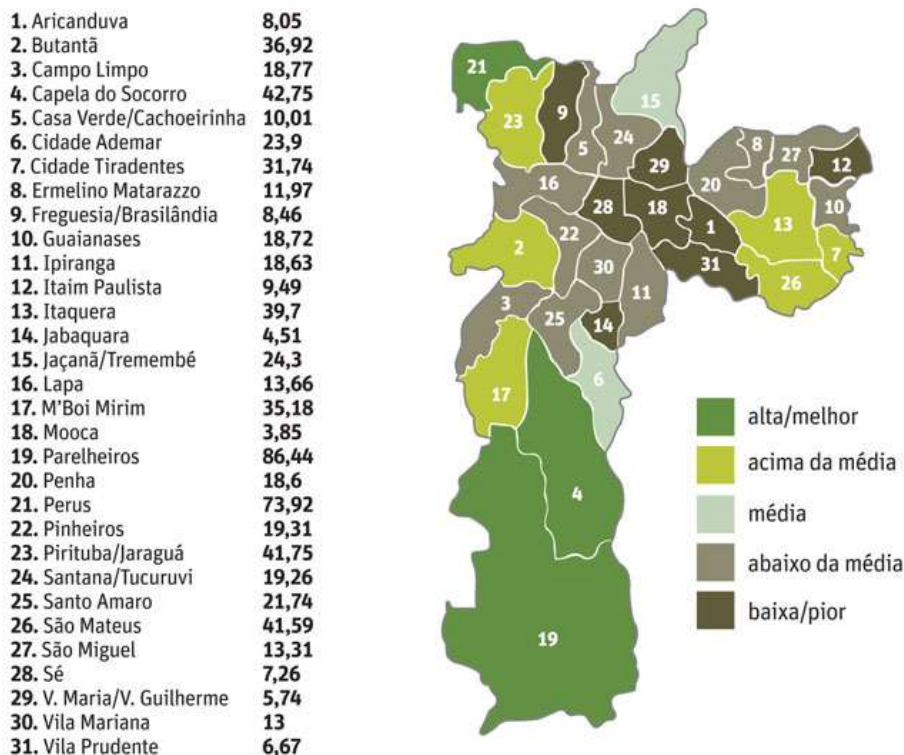 1. Aricanduva 8,05
2. Butantã 36,92
3. Campo Limpo 18,77
4. Capela do Socorro 42,75
5. Casa Verde/Cachoeirinha 10,01
6. Cidade Ademar 23,9
7. Cidade Tiradentes 31,74
8. Ermelino Matarazzo 11,97
9. Freguesia/Brasilândia 8,46
10. Guaianases 18,72
11. Ipiranga 18,63
12. Itaim Paulista 9,49
13. Itaquera 39,7
14. Jabaquara 4,51
15. Jaçanã/Tremembé 24,3
16. Lapa 13,66
17. M'Boi Mirim 35,18
18. Mooca 3,85
19. Parelheiros 86,44
20. Penha 18,6
21. Perus 73,92
22. Pinheiros 19,31
23. Pirituba/Jaraguá 41,75
24. Santana/Tucuruvi 19,26
25. Santo Amaro 21,74
26. São Mateus 41,59
27. São Miguel 13,31
28. Sé 7,26
29. V. Maria/V. Guilherme 5,74
30. Vila Mariana 13
31. Vila Prudente 6,67
21
15
23
9
5
24
8
27
12
29
20
16
28
18
10
1
13
2
22
7
30
31
26
3
11
25
14
6
17
4
19
alta/melhor
acima da média
média
abaixo da média
baixa/pior